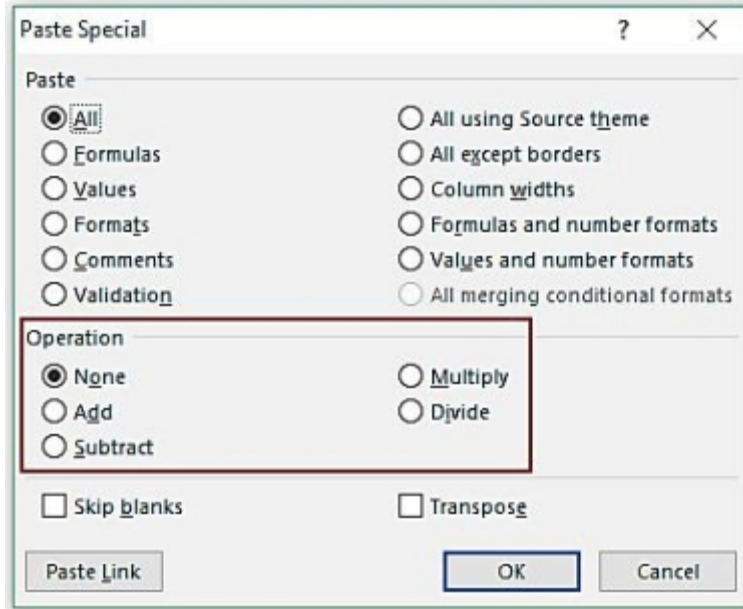 Paste Special ?
Paste
All All using Source theme
Formulas All except borders
Values Column widths
Formats Formulas and number formats
Comments Values and number formats
Validation All merging conditional formats
Operation
None Multiply
Add Divide
Subtract
Skip blanks Transpose
Paste Link OK Cancel